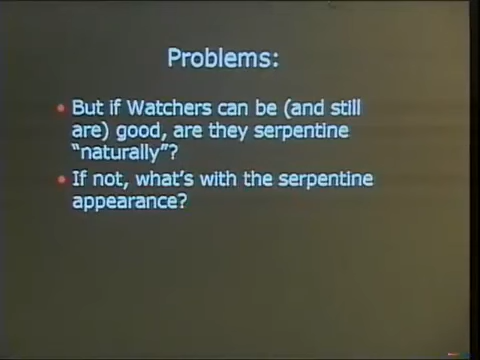 Problems:
• But if Watchers can be (and still
are) good, are they serpentine
“naturally”?
• If not, what’s with the serpentine
appearance?